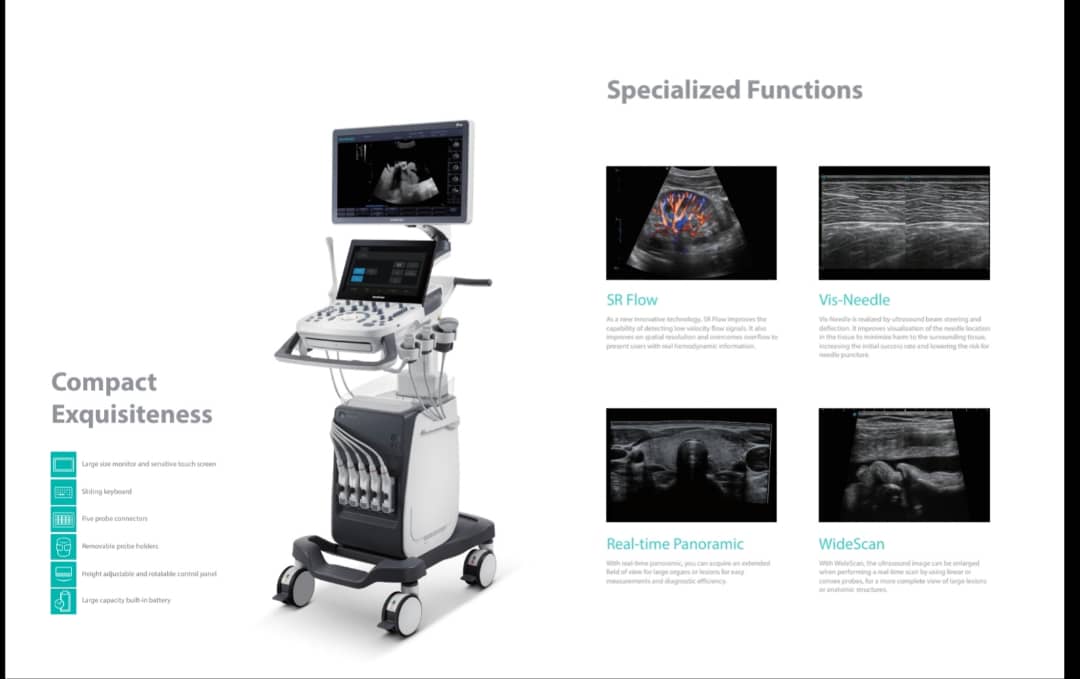 Specialized Functions
SR Flow
As a new innovative technology, SR Flow improves the
capability of detecting low velocity flow signals. It also
improves on spatial resolution and overcomes overflow to
present users with real hemodynamic information.
Vis-Needle
Vis-Needle is realized by ultrasound beam steering and
deflection. It improves visualization of the needle location
in the tissue to minimize harm to the surrounding tissue,
increasing the initial success rate and lowering the risk for
needle puncture.
Compact
Exquisiteness
Large size monitor and sensitive touch screen
Sliding keyboard
Five probe connectors
Removable probe holders
Height adjustable and rotatable control panel
Large capacity built-in battery
Real-time Panoramic
With real-time panoramic, you can acquire an extended
field of view for large organs or lesions for easy
measurements and diagnostic efficiency.
WideScan
With WideScan, the ultrasound image can be enlarged
when performing a real-time scan by using linear or
convex probes, for a more complete view of large lesions
or anatomic structures.